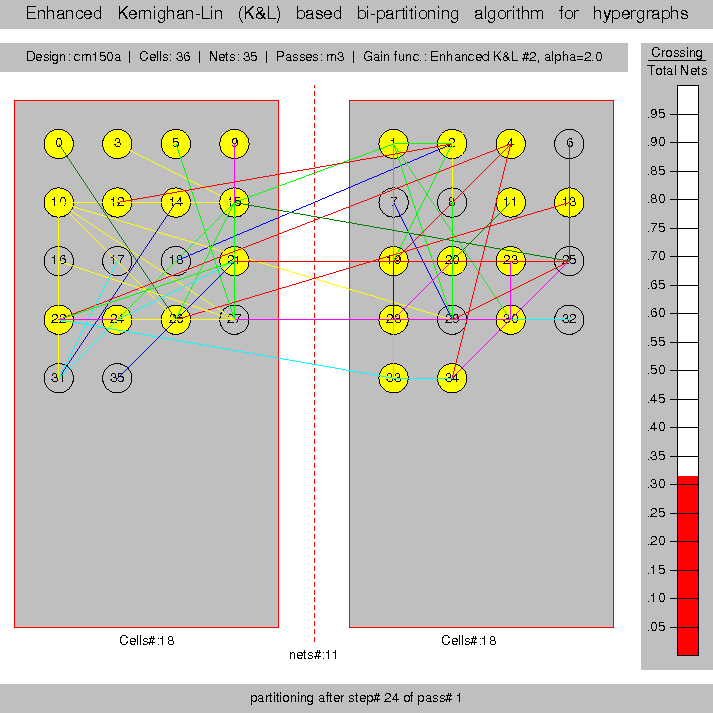 Enhanced Kernighan-Lin (K&L) based bi-partitioning algorithm for hypergraphs
Design: cm150a | Cells: 36 | Nets: 35 | Passes: m3 | Gain func.: Enhanced K&L #2, alpha=2.0
Crossing
Total Nets
0 3 5 9 1 2 4 6
10 12 14 15 7 8 11 13
16 17 18 21 19 20 23 25
22 24 26 27 28 29 30 32
31 35 33 34
.95
.90
.85
.80
.75
.70
.65
.60
.55
.50
.45
.40
.35
.30
.25
.20
.15
.10
.05
Cells#:18
nets#:11
Cells#:18
partitioning after step# 24 of pass# 1